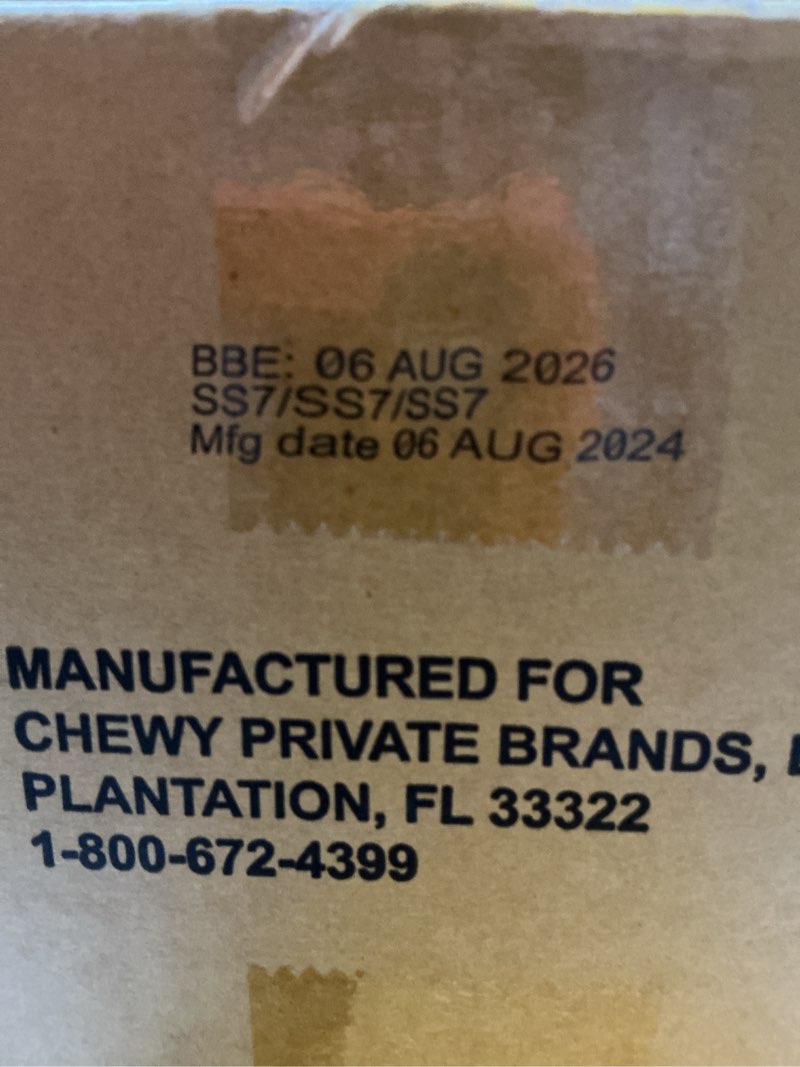 BBE: 06 AUG 2026
SS7/SS7/SS7
Mfg date 06 AUG 2024
MANUFACTURED FOR
CHEWY PRIVATE BRANDS,
PLANTATION, FL 33322
1-800-672-4399